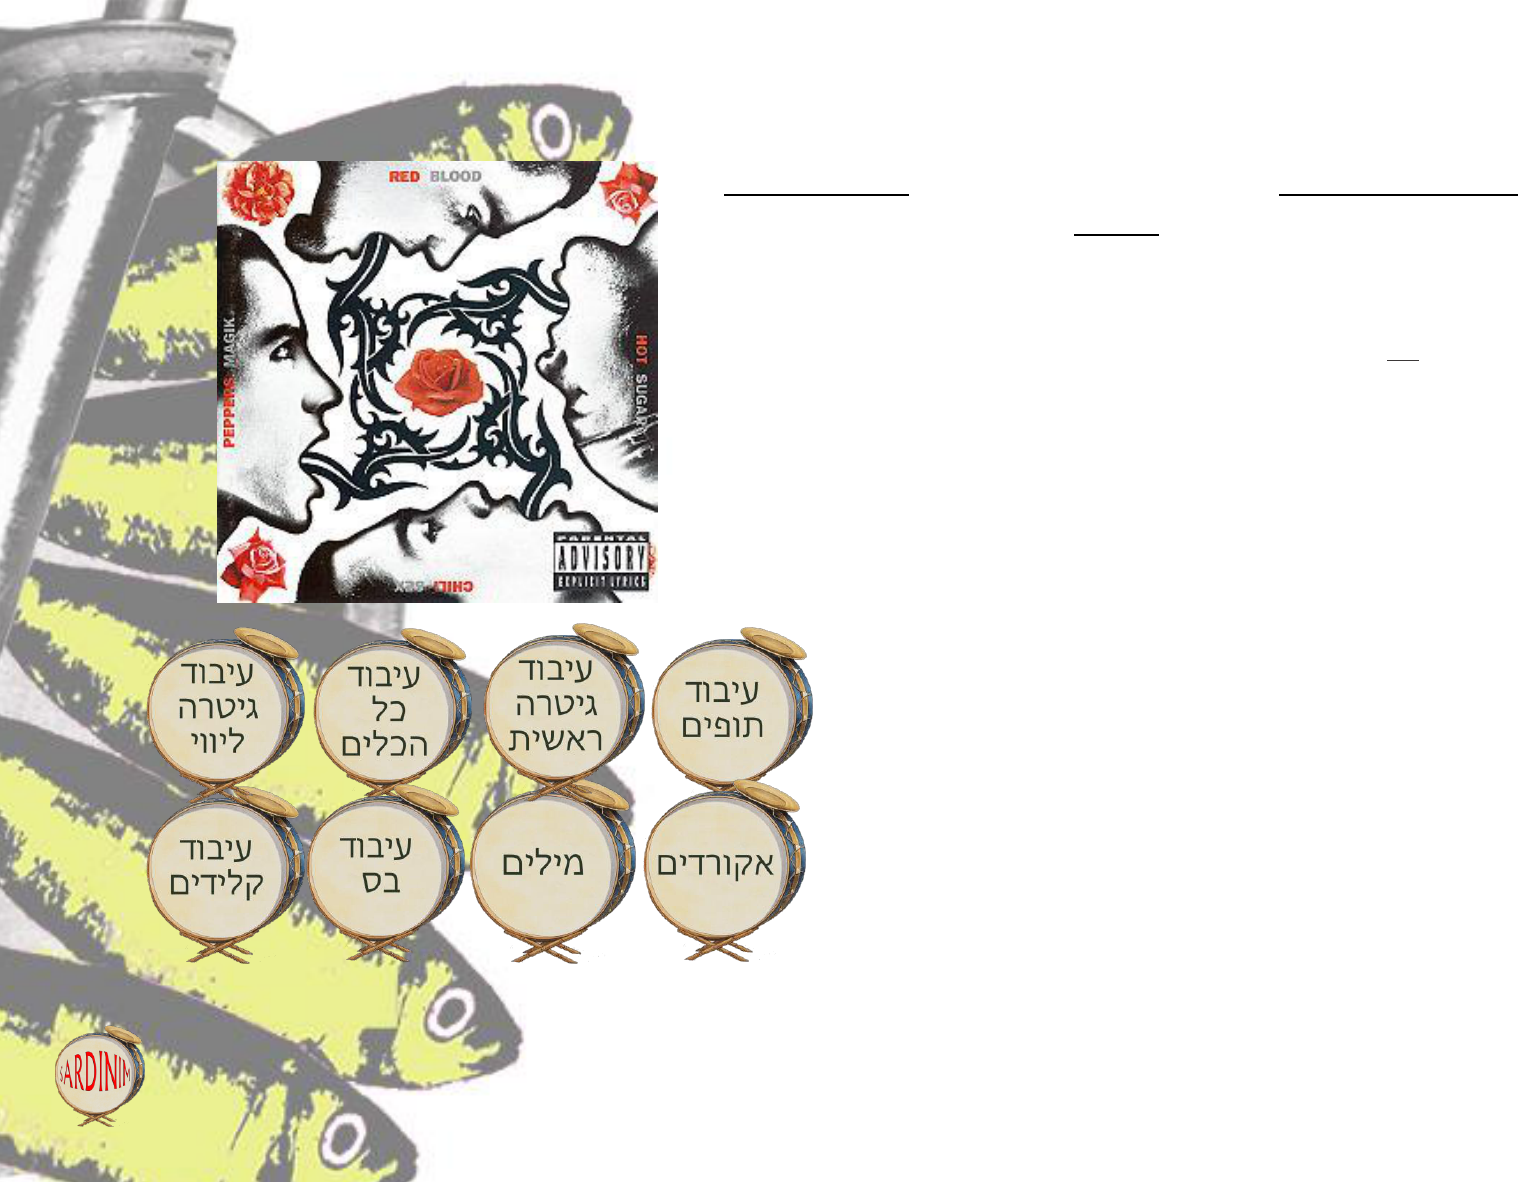 RED BLOOD
HOT SUGAR
CHILI SEX
PEPPERS MAGIK
PARENTAL
ADVISORY
EXPLICIT LYRICS
עיבוד
תופים
עיבוד
גיטרה
ראשית
עיבוד
כל
הכלים
עיבוד
גיטרה
ליווי
אקורדים
מילים
עיבוד
בס
עיבוד
קלידים
SARDINIM